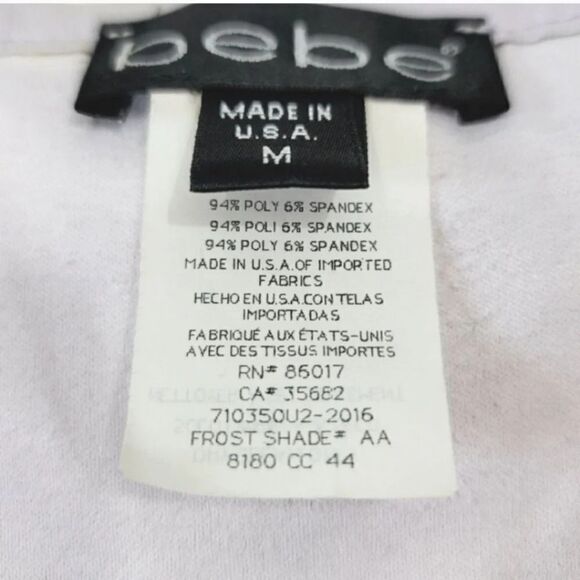 bebe
MADE IN
U.S.A.
M
94% POLY 6% SPANDEX
94% POLI 6% SPANDEX
94% POLY 6% SPANDEX
MADE IN U.S.A. OF IMPORTED
FABRICS
HECHO EN U.S.A. CON TELAS
IMPORTADAS
FABRIQUÉ AUX ÉTATS-UNIS
AVEC DES TISSUS IMPORTES
RN# 86017
CA# 35682
710350U2-2016
FROST SHADE# AA
8180 CC 44